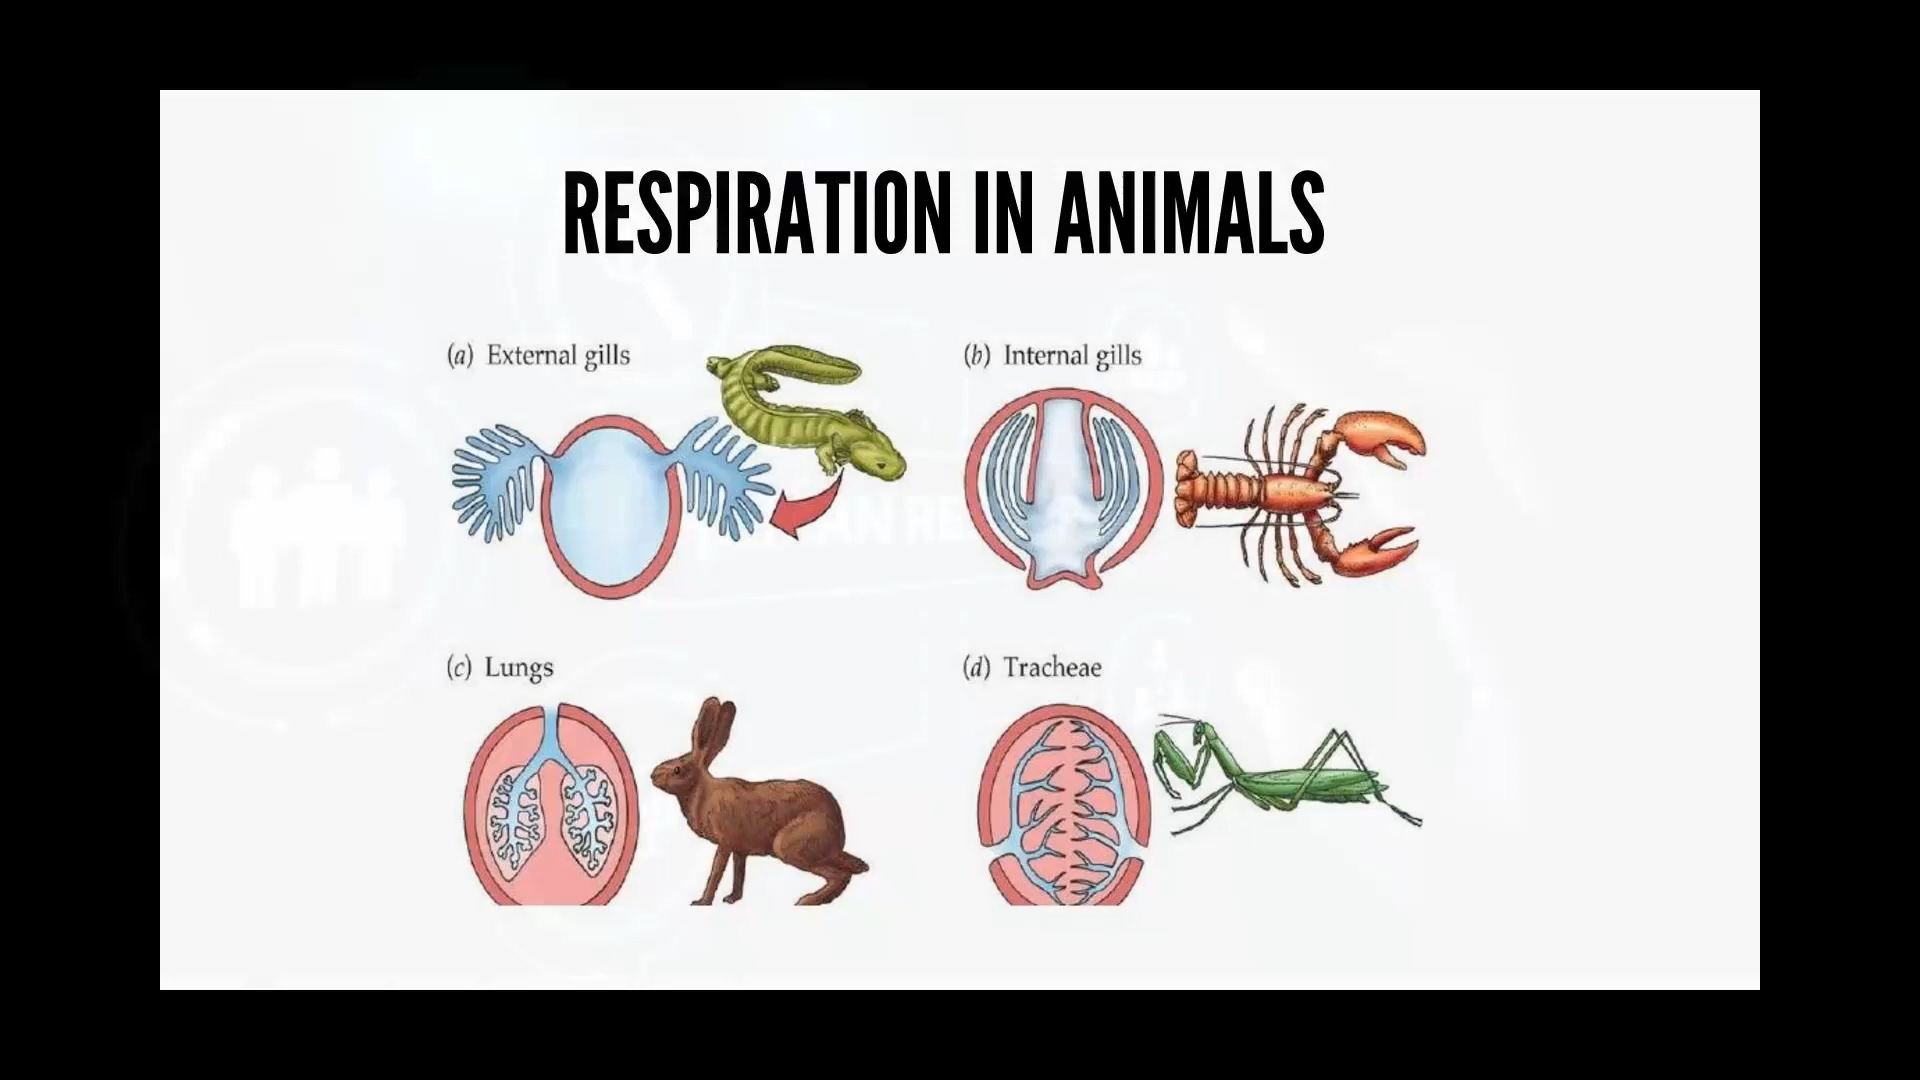 RESPIRATION IN ANIMALS
(a) External gills
(b) Internal gills
(c) Lungs
(d) Tracheae